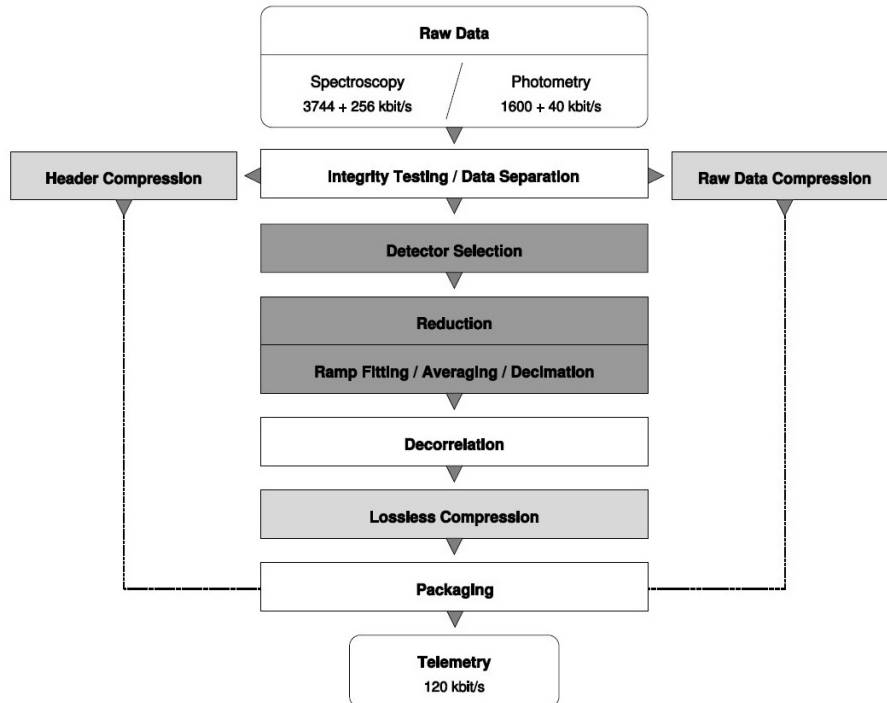 Raw Data
Spectroscopy
3744 + 256 kbit/s
Photometry
1600 + 40 kbit/s
Header Compression
Integrity Testing / Data Separation
Raw Data Compression
Detector Selection
Reduction
Ramp Fitting / Averaging / Decimation
Decorrelation
Lossless Compression
Packaging
Telemetry
120 kbit/s